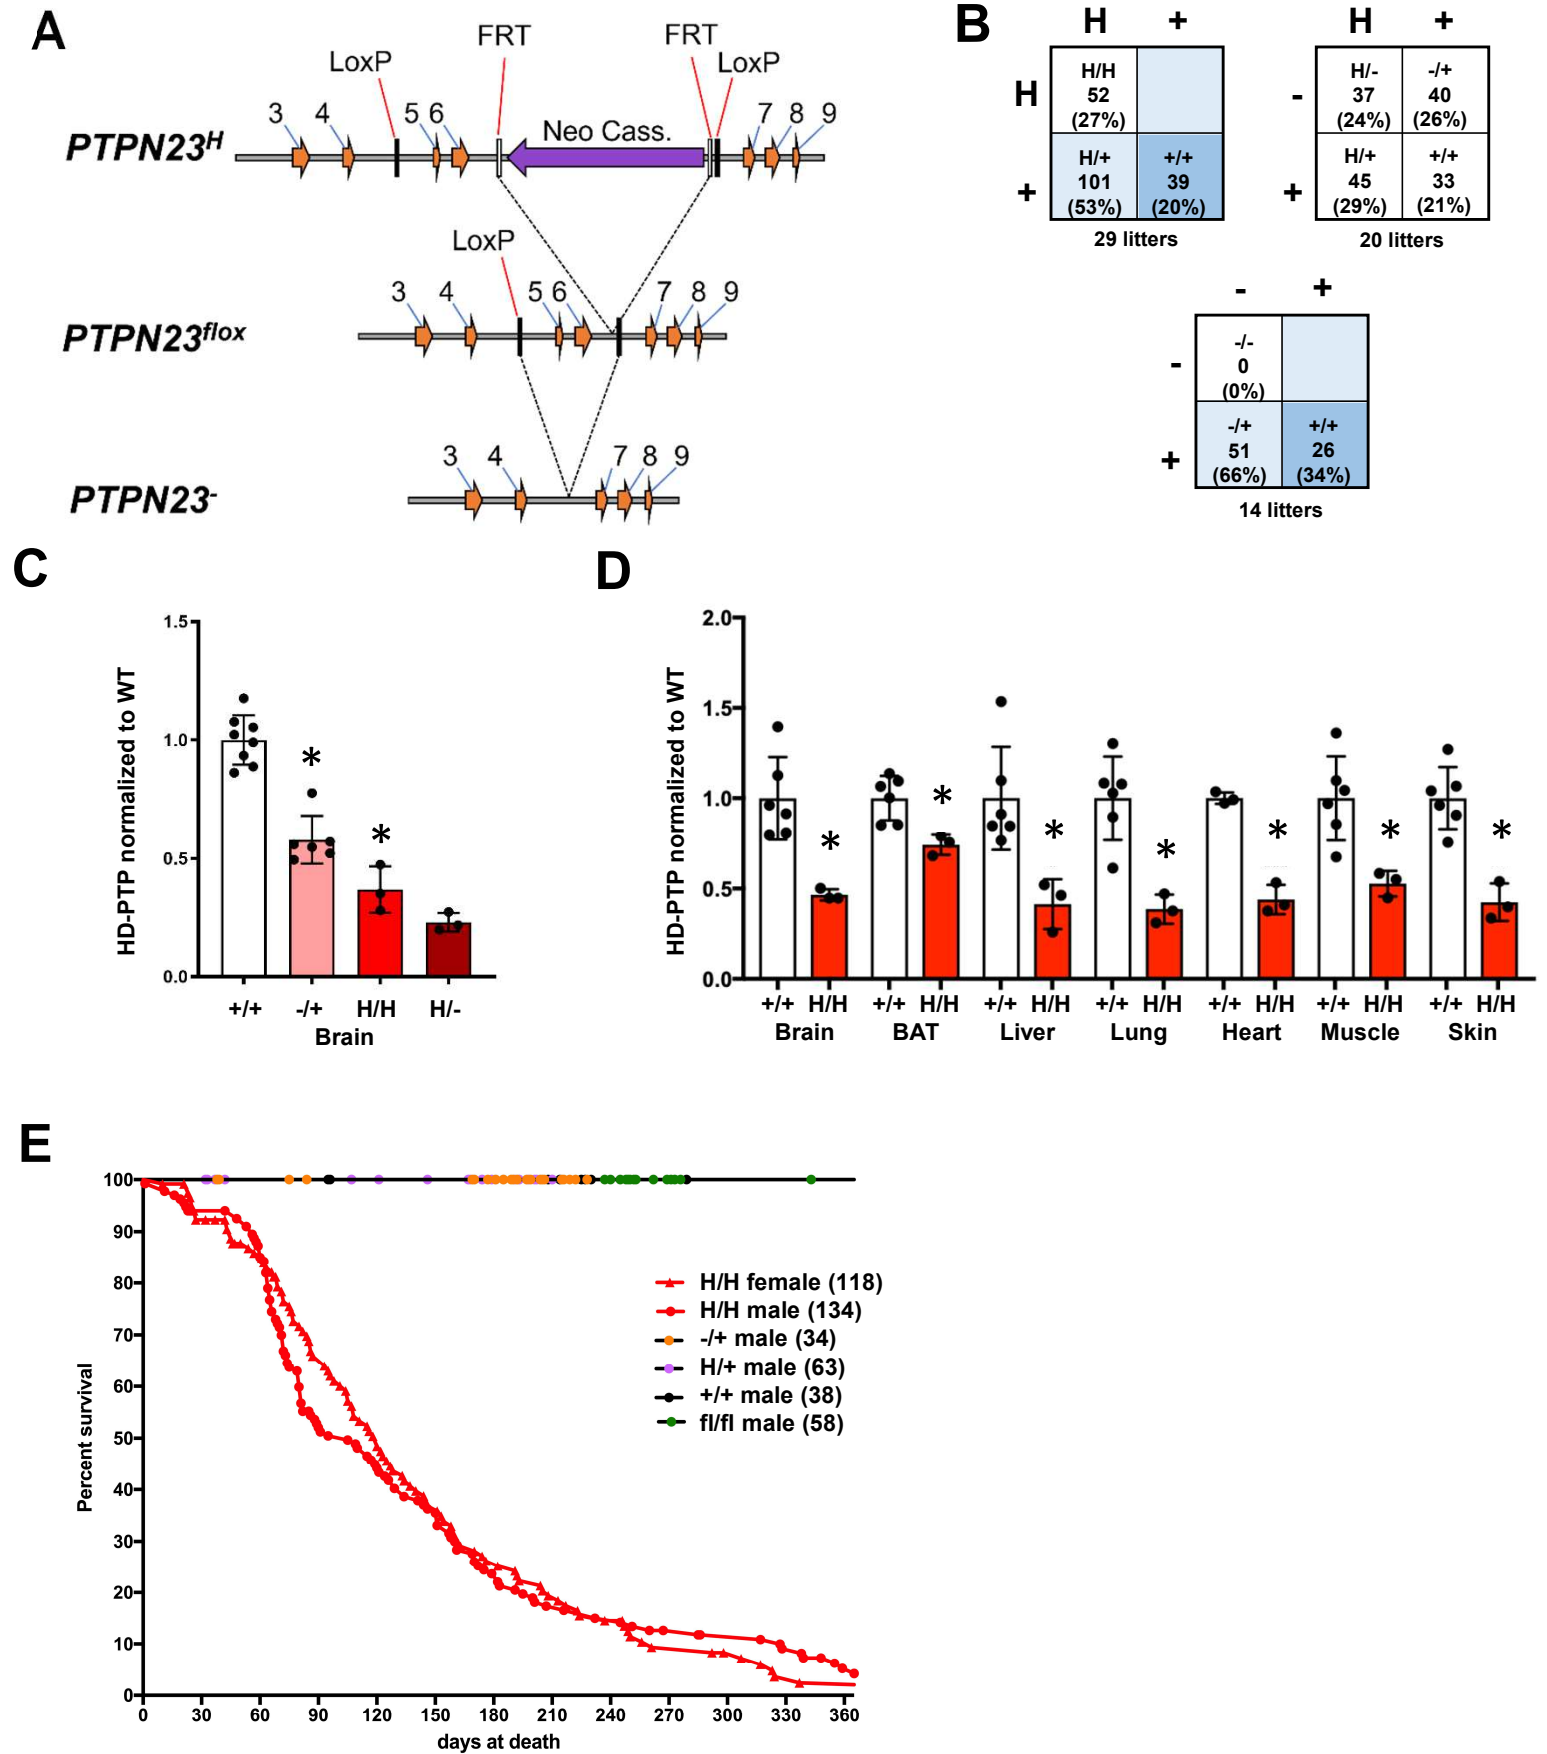 A
FRT FRT
LoxP LoxP
3 4 5 6 Neo Cass. 7 8 9
PTPN23H
LoxP
3 4 5 6 7 8 9
PTPN23flox
3 4 7 8 9
PTPN23-
B
H +
H
H/H
52
(27%)
+
H/+
101
(53%)
+/+
39
(20%)
29 litters
H +
-
H/-
37
(24%)
-/+
40
(26%)
+
H/+
45
(29%)
+/+
33
(21%)
20 litters
- +
-
-/-
0
(0%)
+
-/+
51
(66%)
+/+
26
(34%)
14 litters
C
HD-PTP normalized to WT
1.5
1.0
0.5
0.0
* *
+/+ -/+ H/H H/-
Brain
D
HD-PTP normalized to WT
2.0
1.5
1.0
0.5
0.0
* * * * * * *
+/+ H/H +/+ H/H +/+ H/H +/+ H/H +/+ H/H +/+ H/H +/+ H/H
Brain BAT Liver Lung Heart Muscle Skin
E
Percent survival
100
90
80
70
60
50
40
30
20
10
0
H/H female (118)
H/H male (134)
-/+ male (34)
H/+ male (63)
+/+ male (38)
fl/fl male (58)
0 30 60 90 120 150 180 210 240 270 300 330 360
days at death